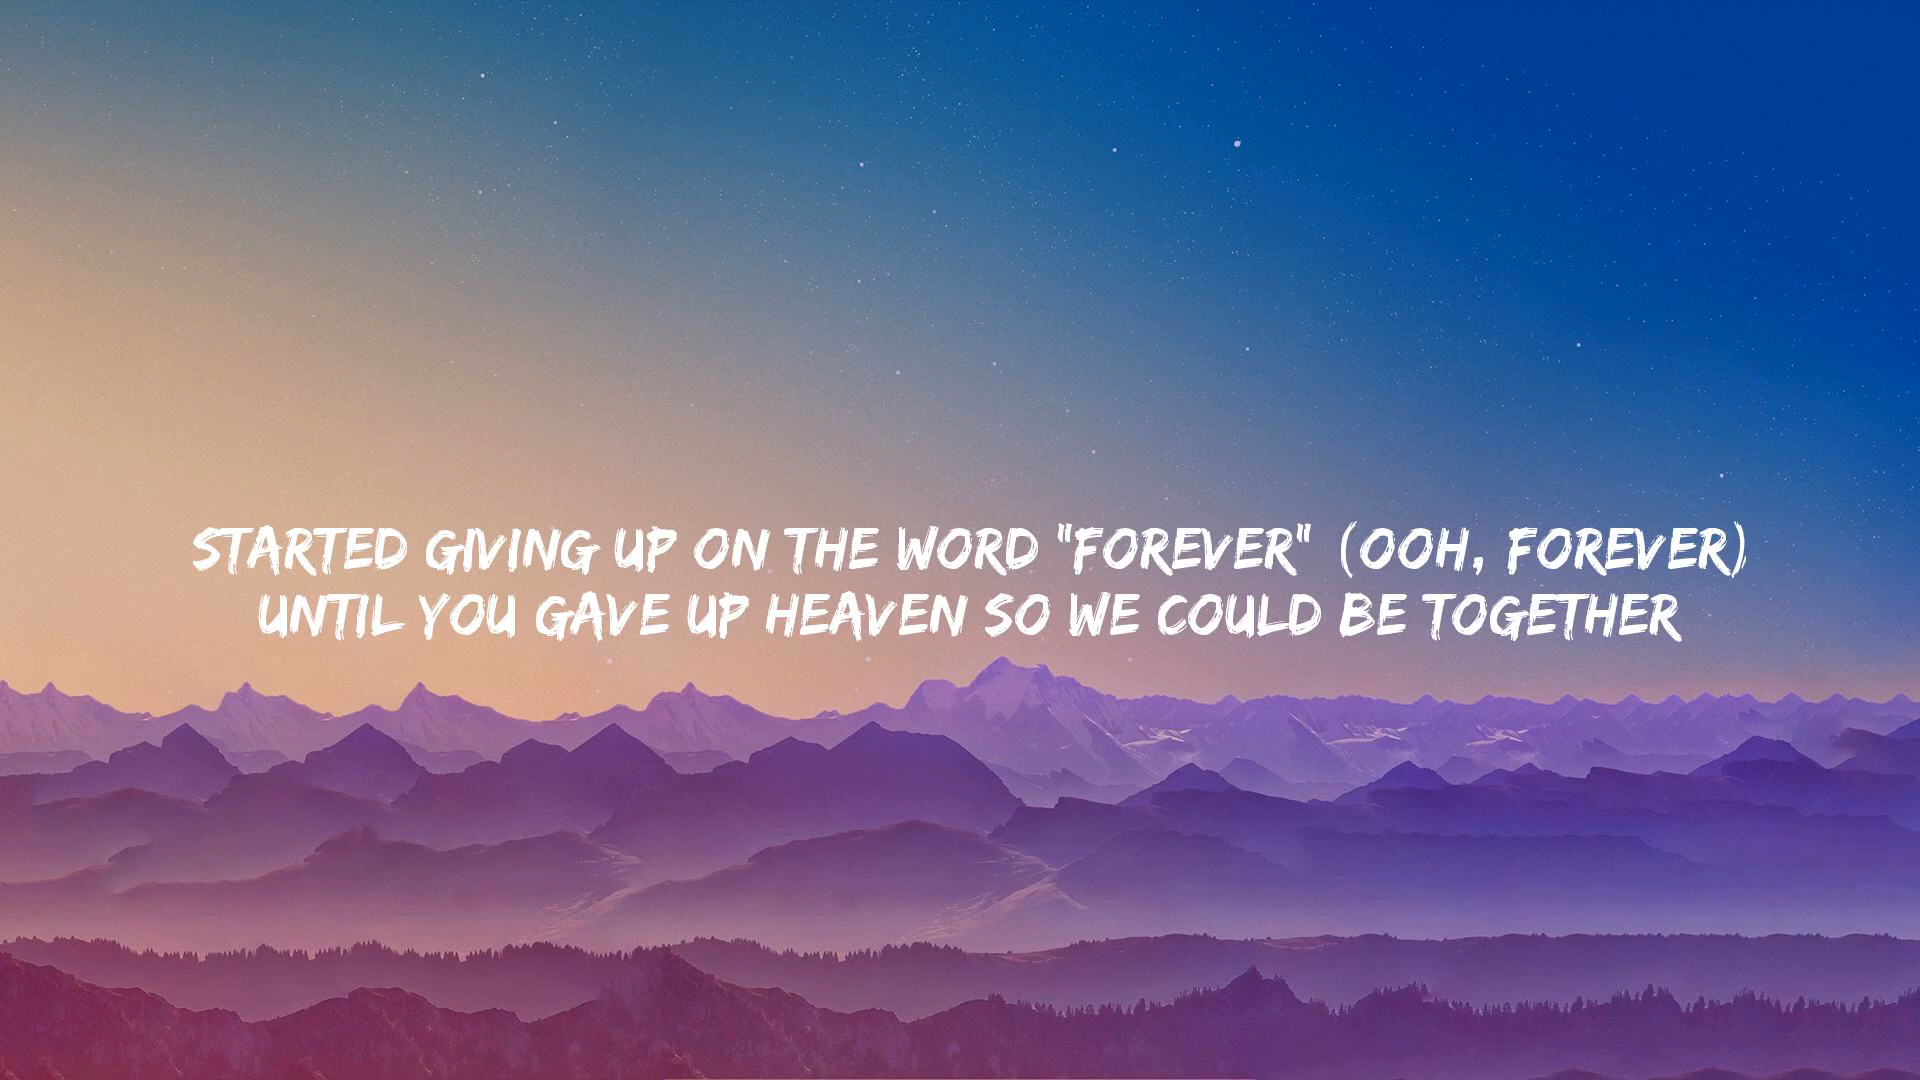 STARTED GIVING UP ON THE WORD "FOREVER" (OOH, FOREVER)
UNTIL YOU GAVE UP HEAVEN SO WE COULD BE TOGETHER